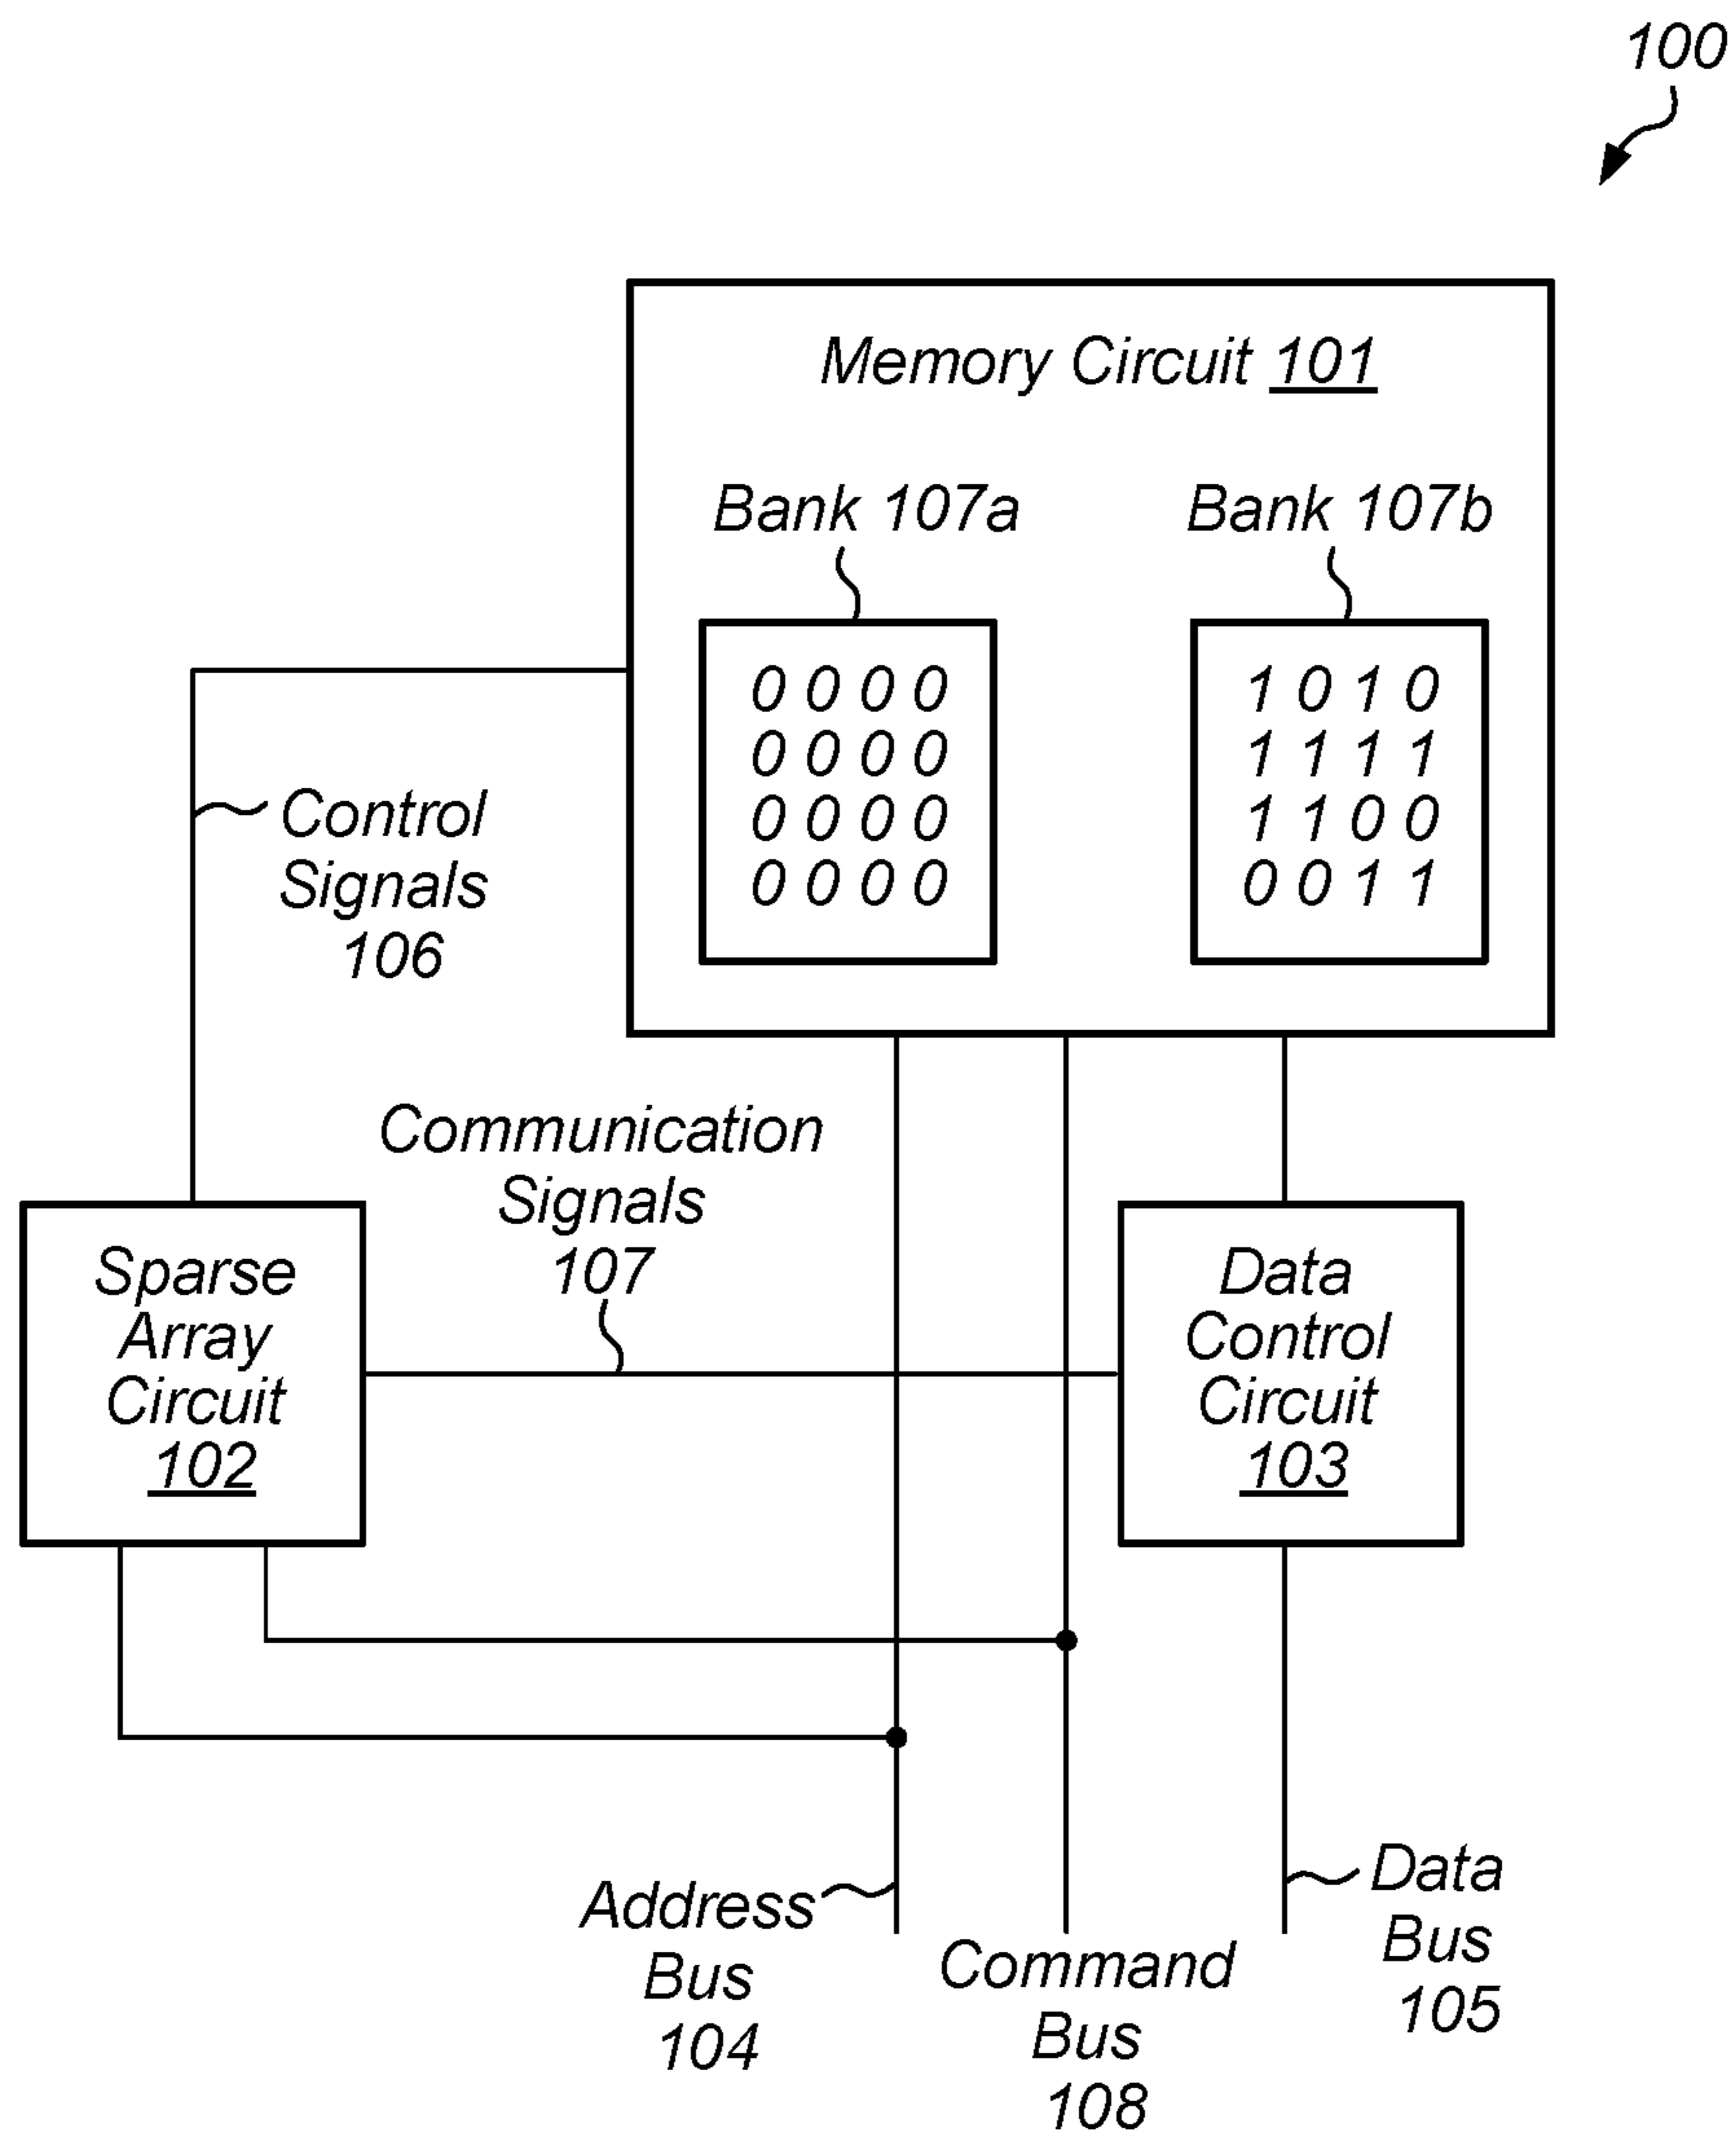 100
Memory Circuit 101
Bank 107a
Bank 107b
0 0 0 0
0 0 0 0
0 0 0 0
0 0 0 0
1 0 1 0
1 1 1 1
1 1 0 0
0 0 1 1
Control
Signals
106
Communication
Signals
107
Sparse
Array
Circuit
102
Data
Control
Circuit
103
Address
Bus
104
Command
Bus
108
Data
Bus
105